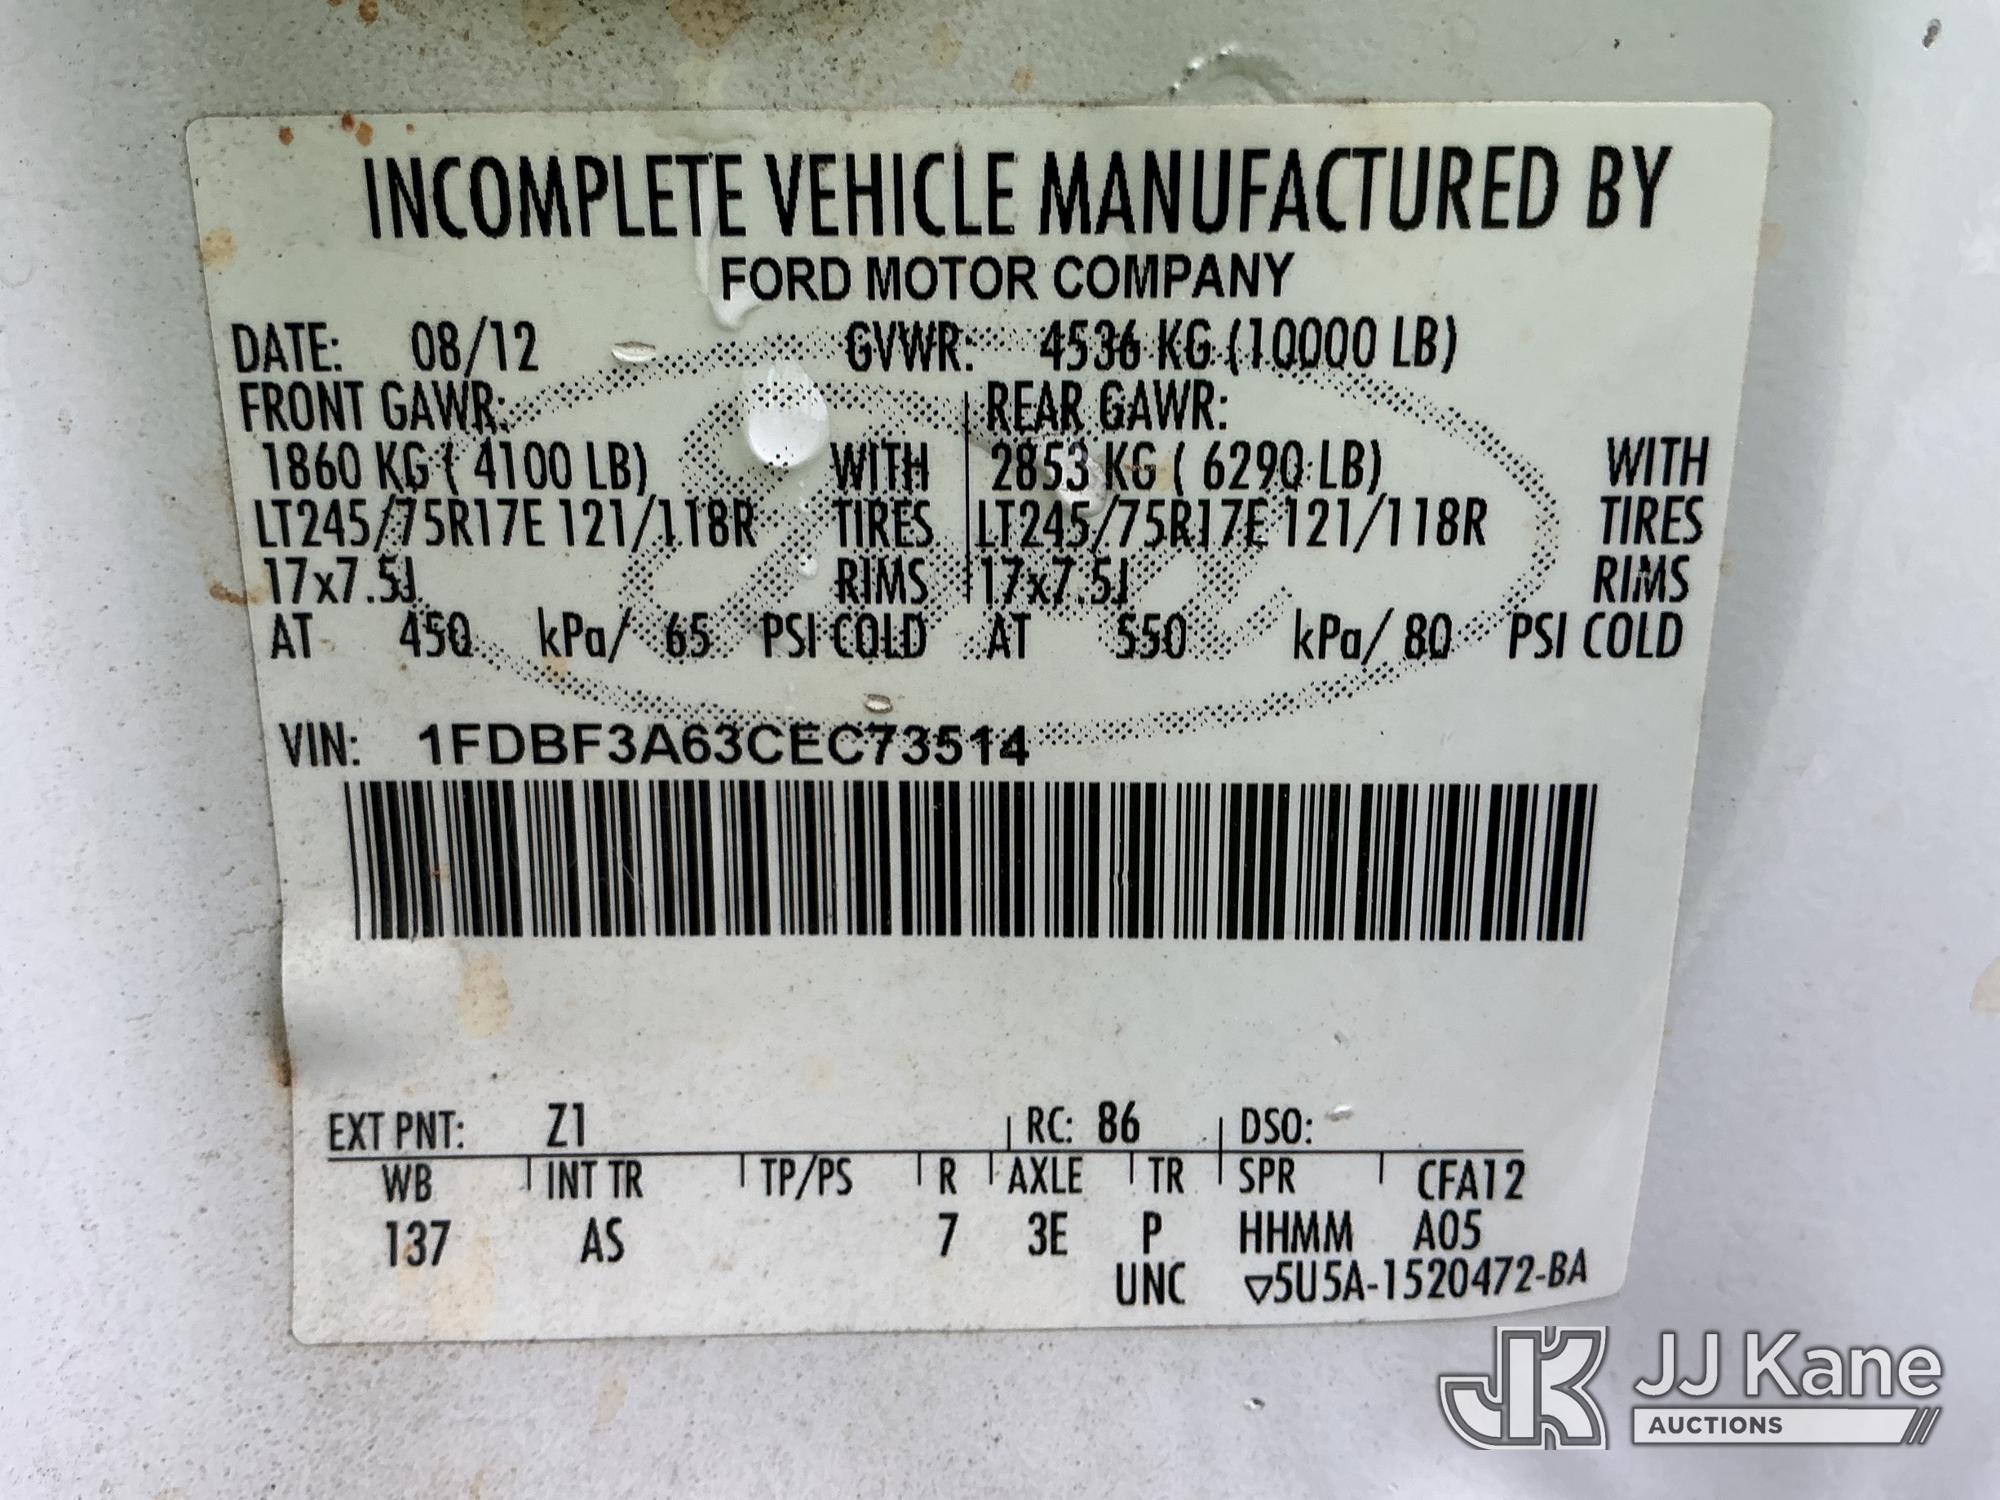 INCOMPLETE VEHICLE MANUFACTURED BY
FORD MOTOR COMPANY
DATE: 08/12 GVWR: 4536 KG (10000 LB)
FRONT GAWR: REAR GAWR:
1860 KG ( 4100 LB) WITH 2853 KG ( 6290 LB) WITH
LT245/75R17E 121/118R TIRES LT245/75R17E 121/118R TIRES
17x7.5J RIMS 17x7.5J RIMS
AT 450 kPa/ 65 PSI COLD AT 550 kPa/ 80 PSI COLD
VIN: 1FDBF3A63CEC73514
EXT PNT: Z1 RC: 86 DSO:
WB INT TR TP/PS R AXLE TR SPR CFA12
137 AS 7 3E P HHMM A05
UNC ▽5U5A-1520472-BA
JK JJ Kane
AUCTIONS